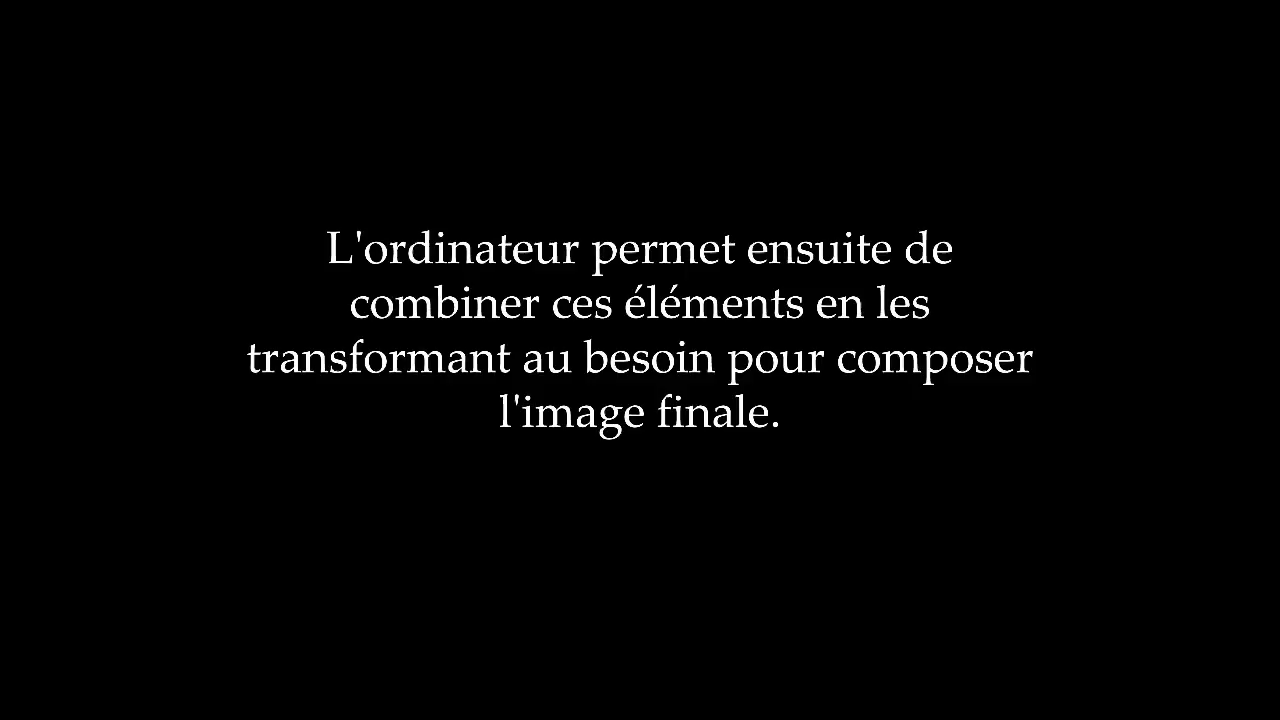 L'ordinateur permet ensuite de
combiner ces éléments en les
transformant au besoin pour composer
l'image finale.